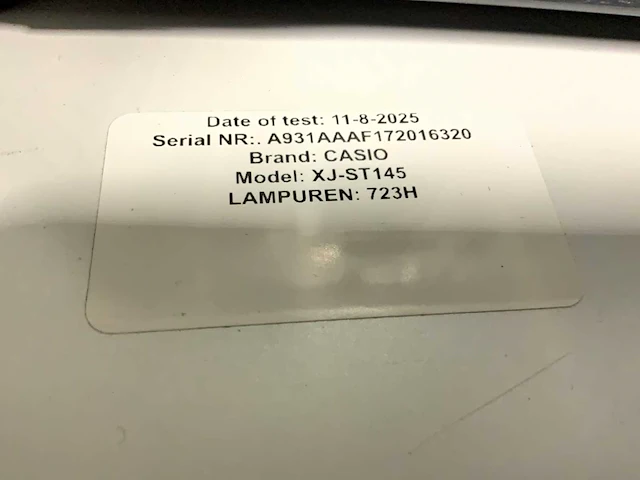 Date of test: 11-8-2025
Serial NR:. A931AAAF172016320
Brand: CASIO
Model: XJ-ST145
LAMPUREN: 723H